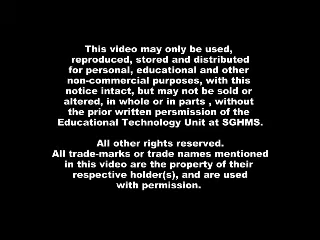 This video may only be used,
reproduced, stored and distributed
for personal, educational and other
non-commercial purposes, with this
notice intact, but may not be sold or
altered, in whole or in parts , without
the prior written persmission of the
Educational Technology Unit at SGHMS.
All other rights reserved.
All trade-marks or trade names mentioned
in this video are the property of their
respective holder(s), and are used
with permission.